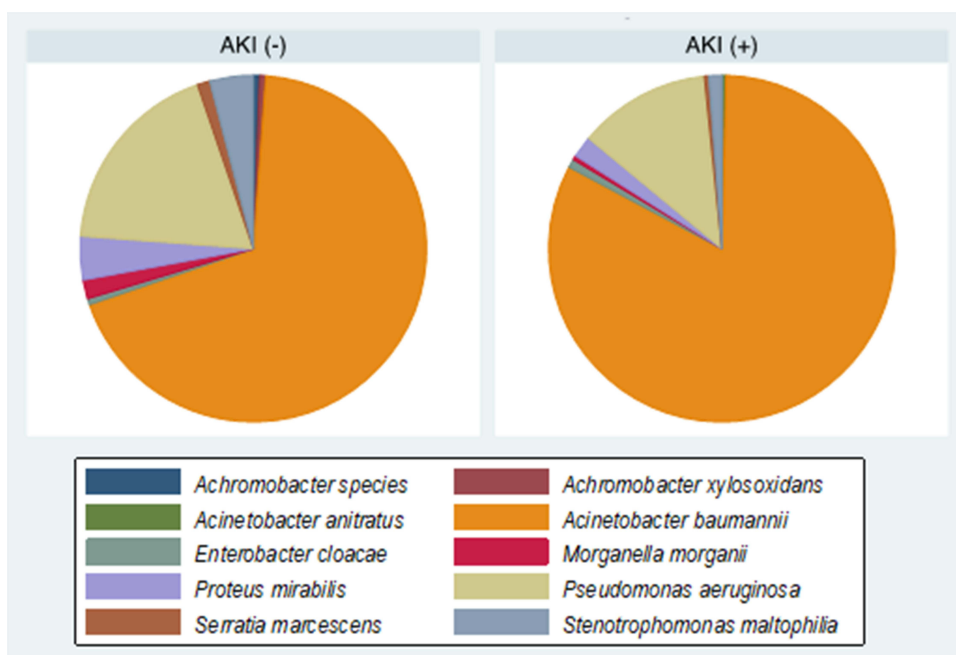 AKI (-)
AKI (+)
Achromobacter species
Achromobacter xylosoxidans
Acinetobacter anitratus
Acinetobacter baumannii
Enterobacter cloacae
Morganella morganii
Proteus mirabilis
Pseudomonas aeruginosa
Serratia marcescens
Stenotrophomonas maltophilia